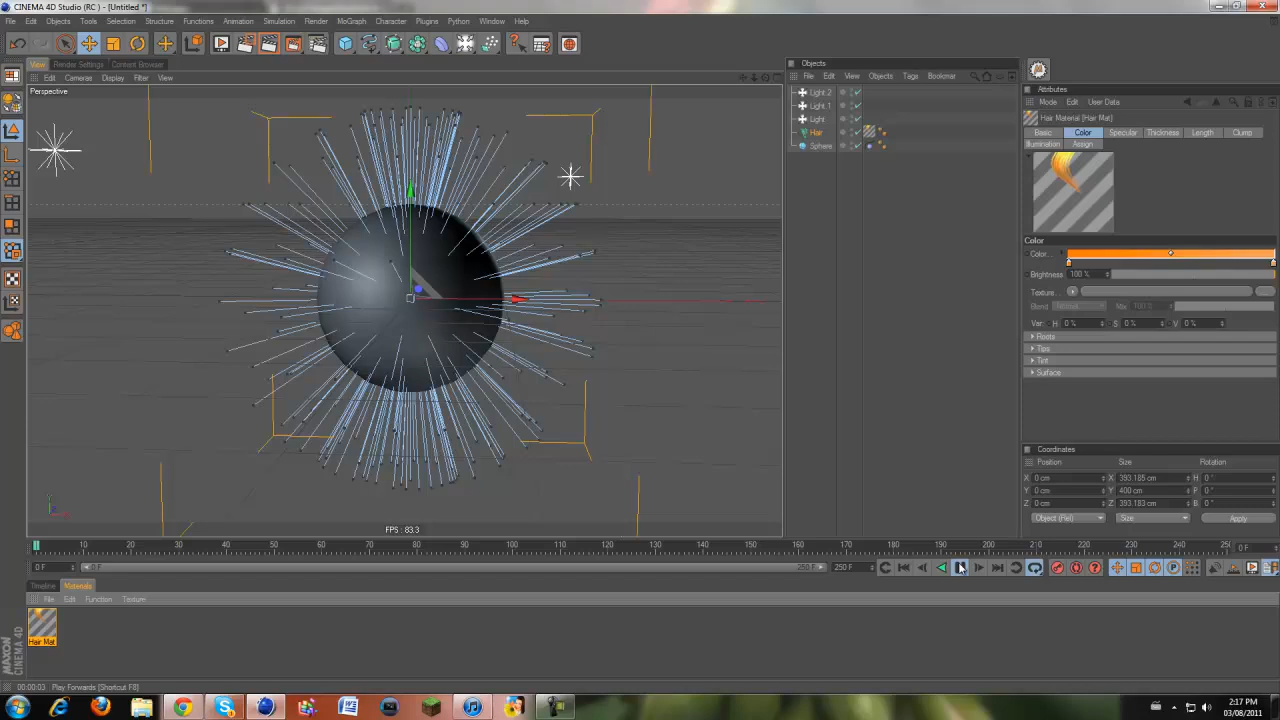 CINEMA 4D Studio (RC) - [Untitled *]
File Edit Objects Tools Selection Structure Functions Animation Simulation Render MoGraph Character Plugins Python Window Help
View Render Settings Content Browser
Edit Cameras Display Filter View
Perspective
FPS : 83.3
Objects
File Edit View Objects Tags Bookmar
Light.2
Light.1
Light
Hair
Sphere
Attributes
Mode Edit User Data
Hair Material [Hair Mat]
Basic Color Specular Thickness Length Clump
Illumination Assign
Color
Color...
Brightness 100 %
Texture...
Blend Normal Mix 100 %
Var: H 0 % S 0 % V 0 %
Roots
Tips
Tint
Surface
Coordinates
Position Size Rotation
X 0 cm X 393.185 cm H 0 °
Y 0 cm Y 400 cm P 0 °
Z 0 cm Z 393.183 cm B 0 °
Object (Rel) Size Apply
0 10 20 30 40 50 60 70 80 90 100 110 120 130 140 150 160 170 180 190 200 210 220 230 240 25
0 F
0 F 0 F 250 F 250 F
Timeline Materials
File Edit Function Texture
Hair Mat
MAXON CINEMA 4D
00:00:03 Play Forwards [Shortcut F8]
2:17 PM
03/08/2011